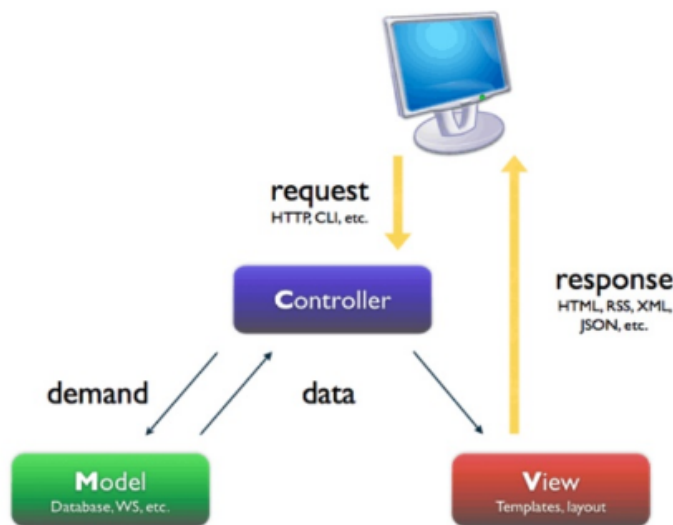 request
HTTP, CLI, etc.
Controller
response
HTML, RSS, XML,
JSON, etc.
demand
data
Model
Database, WS, etc.
View
Templates, layout